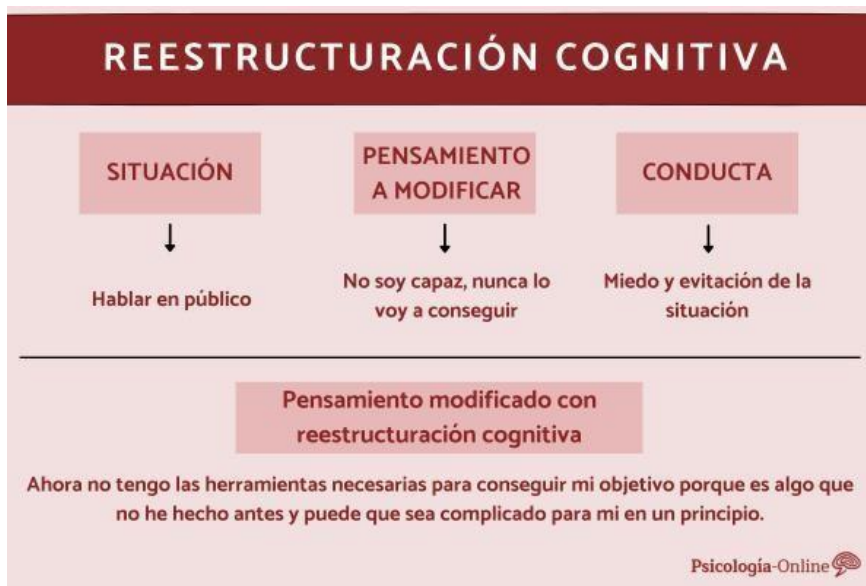 REESTRUCTURACIÓN COGNITIVA
SITUACIÓN
PENSAMIENTO
A MODIFICAR
CONDUCTA
Hablar en público
No soy capaz, nunca lo
voy a conseguir
Miedo y evitación de la
situación
Pensamiento modificado con
reestructuración cognitiva
Ahora no tengo las herramientas necesarias para conseguir mi objetivo porque es algo que
no he hecho antes y puede que sea complicado para mi en un principio.
Psicología-Online